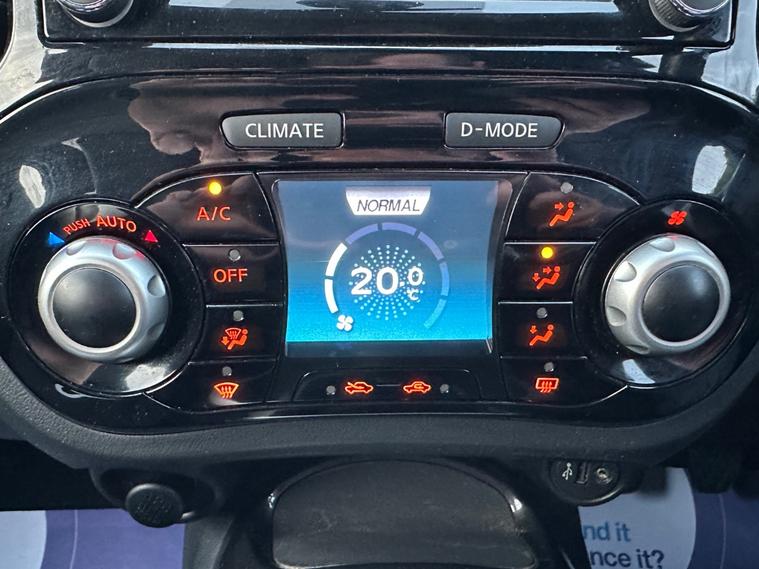 CLIMATE
D-MODE
NORMAL
PUSH AUTO
A/C
OFF
20.0
°C
nd it
nce it?